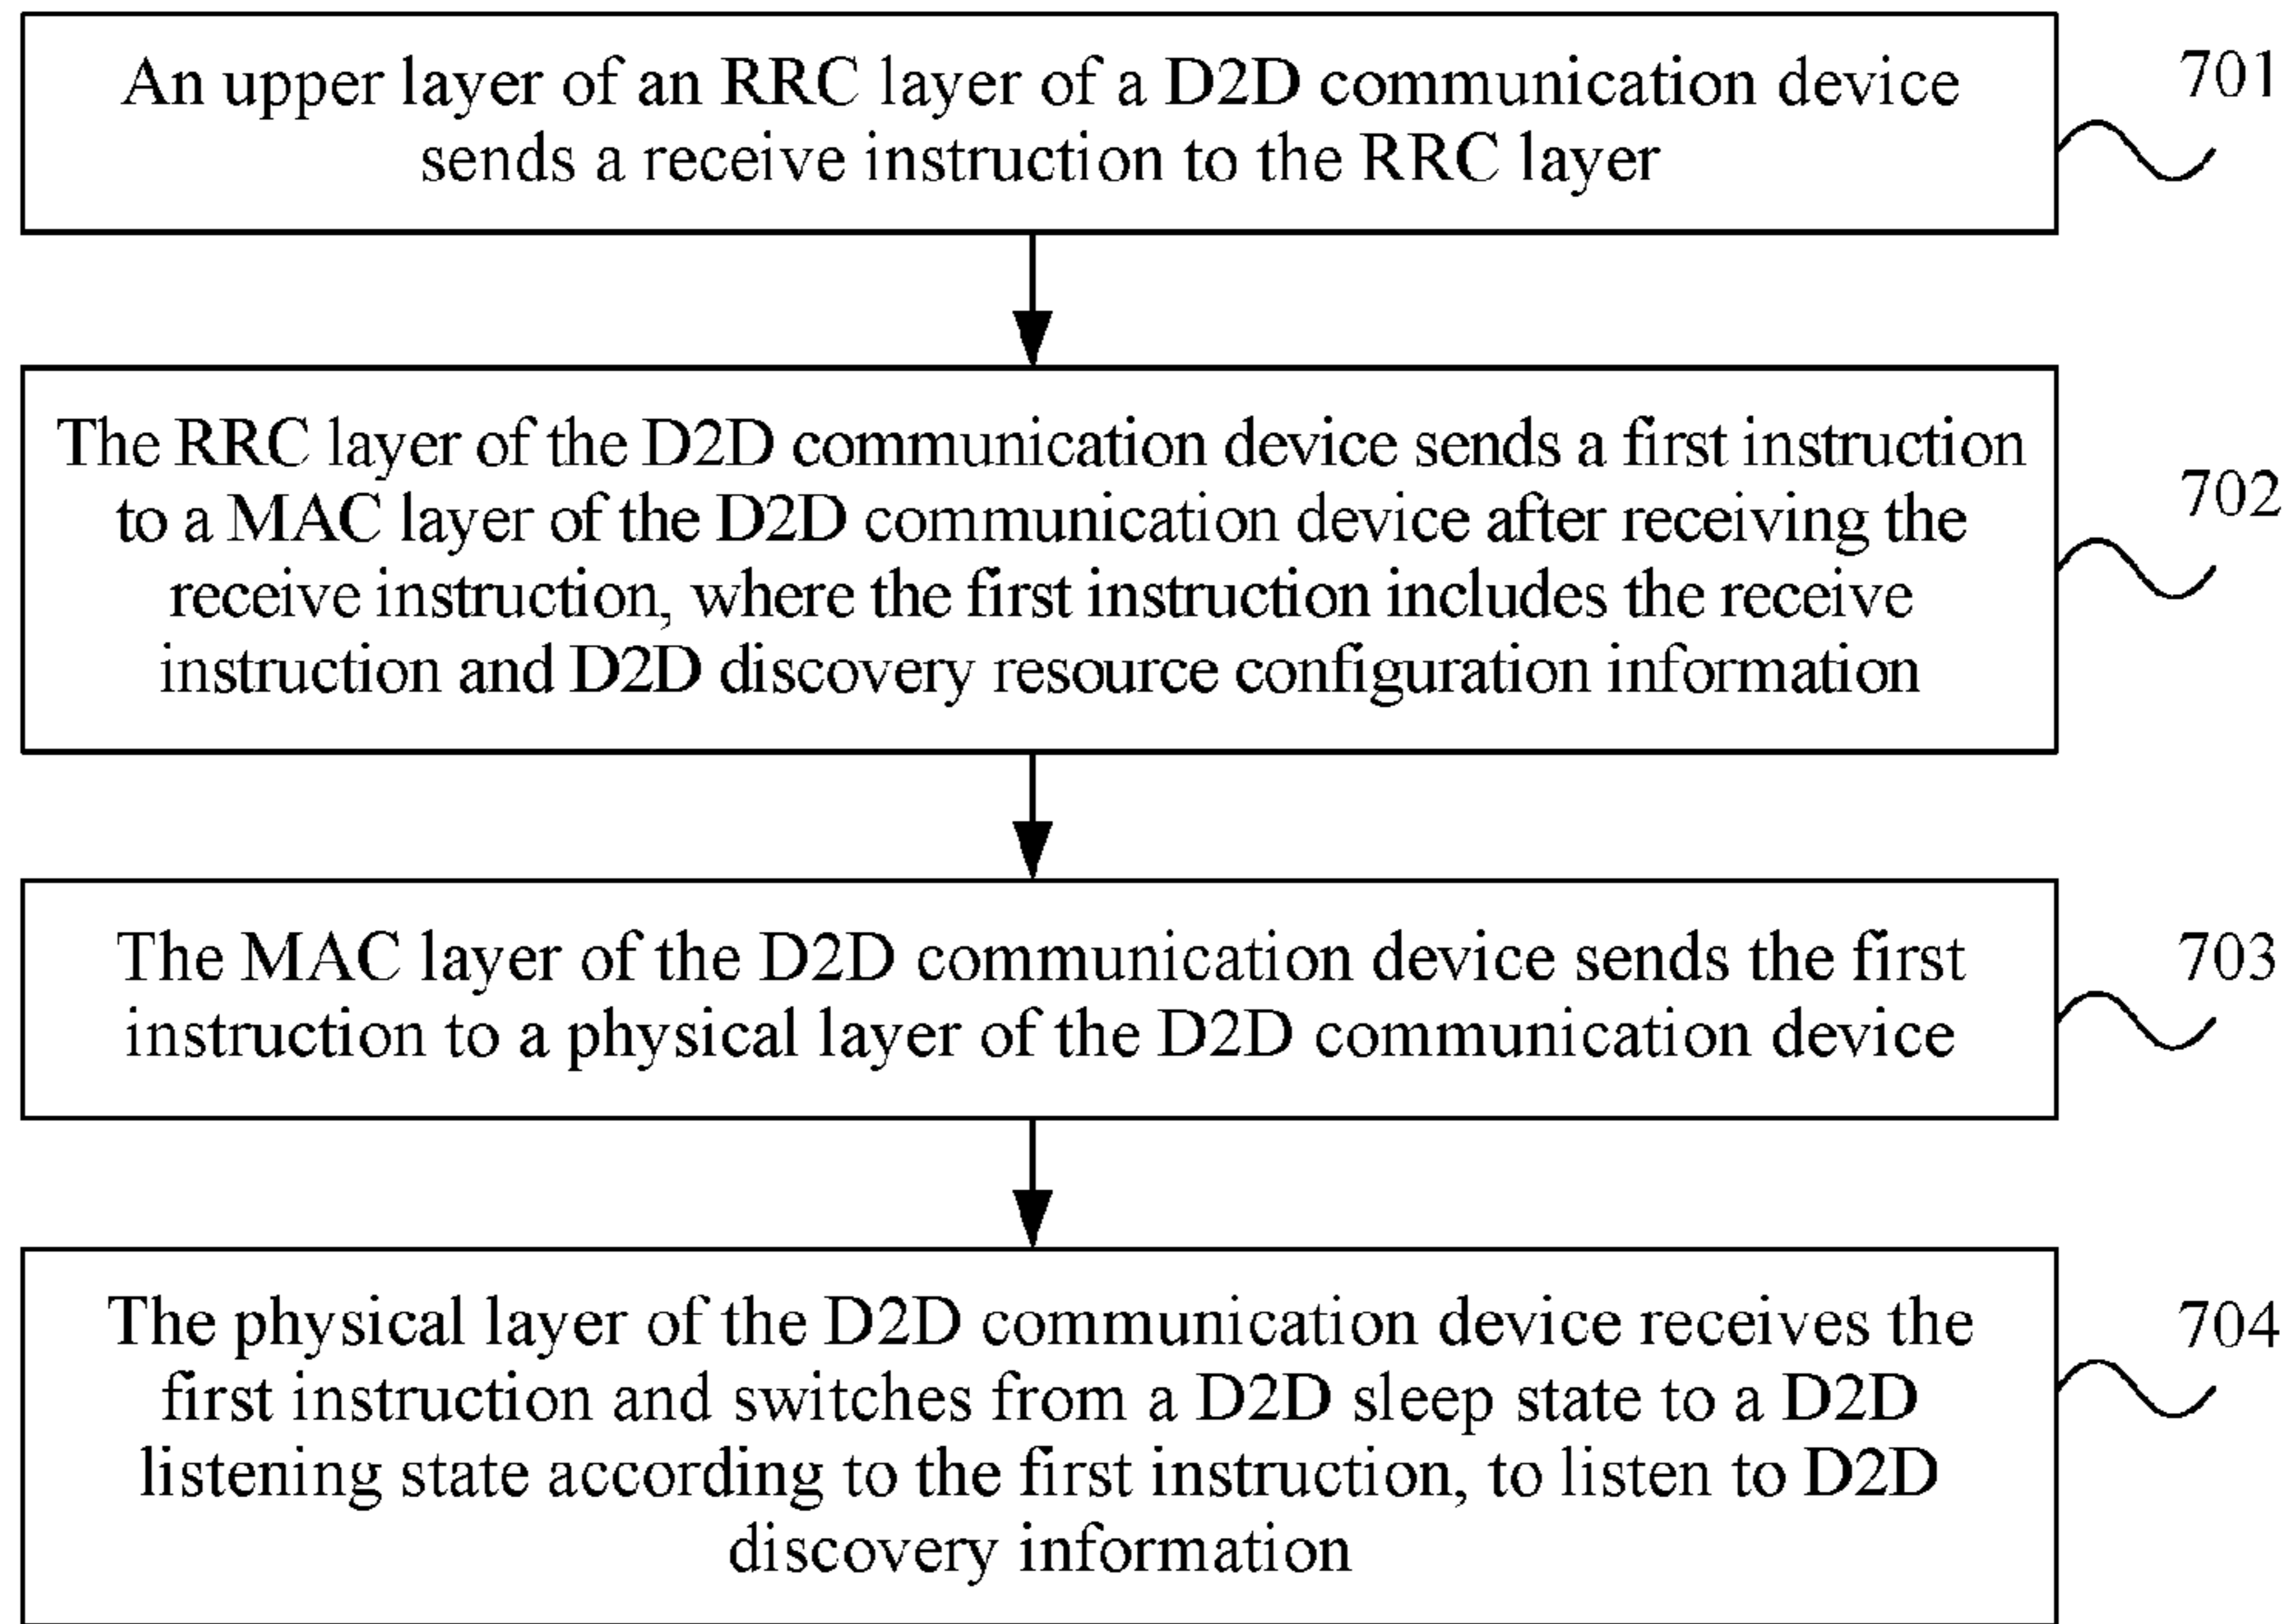 An upper layer of an RRC layer of a D2D communication device
sends a receive instruction to the RRC layer
701
The RRC layer of the D2D communication device sends a first instruction
to a MAC layer of the D2D communication device after receiving the
receive instruction, where the first instruction includes the receive
instruction and D2D discovery resource configuration information
702
The MAC layer of the D2D communication device sends the first
instruction to a physical layer of the D2D communication device
703
The physical layer of the D2D communication device receives the
first instruction and switches from a D2D sleep state to a D2D
listening state according to the first instruction, to listen to D2D
discovery information
704